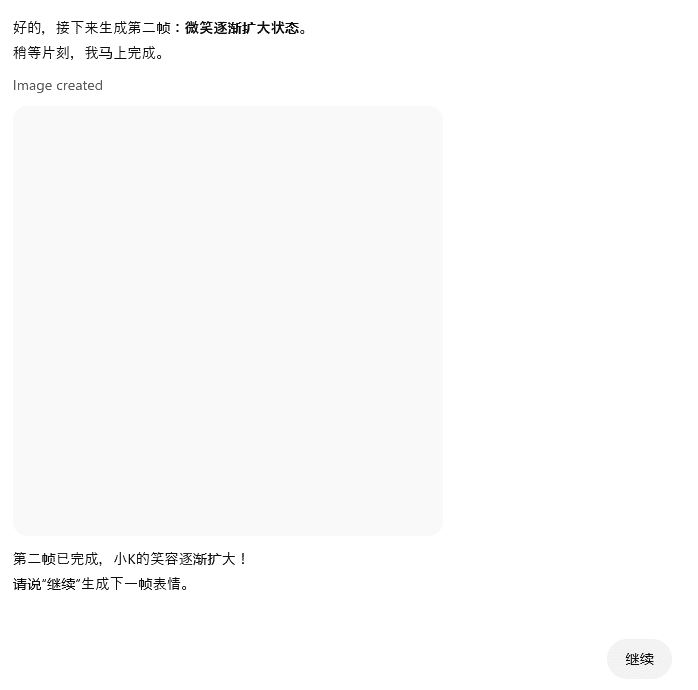 好的，接下来生成第二帧：微笑逐渐扩大状态。
稍等片刻，我马上完成。
Image created
第二帧已完成，小K的笑容逐渐扩大！
请说“继续”生成下一帧表情。
继续